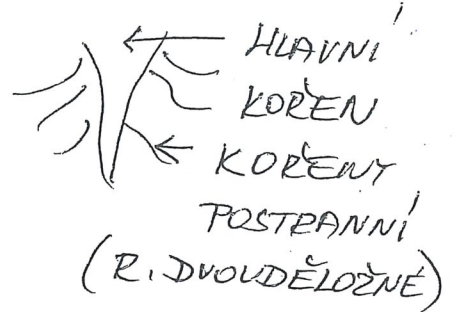 HLAVNÍ
KOŘEN
KOŘENY
POSTRANNÍ
(R. DVOUDĚLOŽNÉ)